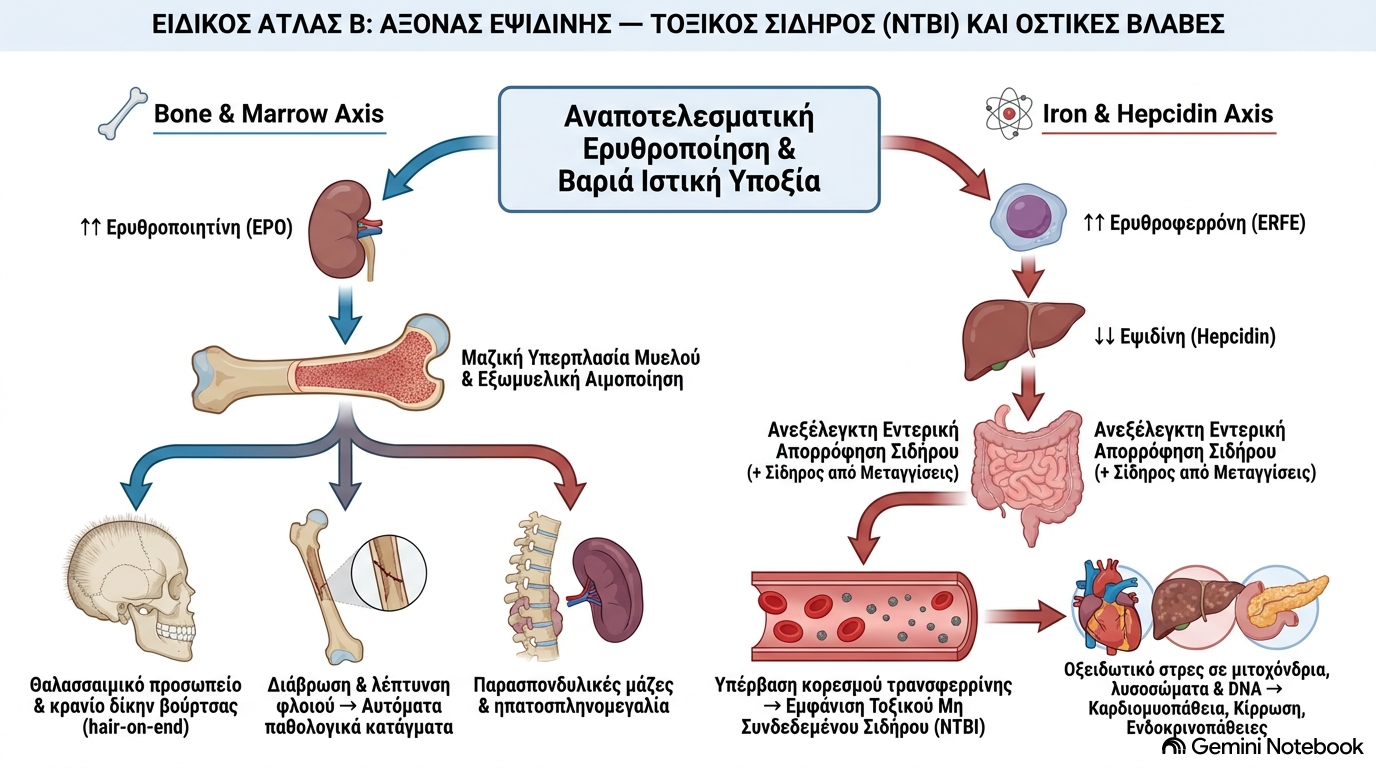 ΕΙΔΙΚΟΣ ΑΤΛΑΣ Β: ΑΞΟΝΑΣ ΕΨΙΔΙΝΗΣ — ΤΟΞΙΚΟΣ ΣΙΔΗΡΟΣ (NTBI) ΚΑΙ ΟΣΤΙΚΕΣ ΒΛΑΒΕΣ
Bone & Marrow Axis
Αναποτελεσματική
Ερυθροποίηση &
Βαριά Ιστική Υποξία
Iron & Hepcidin Axis
↑↑ Ερυθροποιητίνη (EPO)
Μαζική Υπερπλασία Μυελού
& Εξωμυελική Αιμοποίηση
Θαλασσαιμικό προσωπείο
& κρανίο δίκην βούρτσας
(hair-on-end)
Διάβρωση & λέπτυνση
φλοιού → Αυτόματα
παθολογικά κατάγματα
Παρασπονδυλικές μάζες
& ηπατοσπληνομεγαλία
↑↑ Ερυθροφερρόνη (ERFE)
↓↓ Εψιδίνη (Hepcidin)
Ανεξέλεγκτη Εντερική
Απορρόφηση Σιδήρου
(+ Σίδηρος από Μεταγγίσεις)
Ανεξέλεγκτη Εντερική
Απορρόφηση Σιδήρου
(+ Σίδηρος από Μεταγγίσεις)
Υπέρβαση κορεσμού τρανσφερρίνης
→ Εμφάνιση Τοξικού Μη
Συνδεδεμένου Σιδήρου (NTBI)
Οξειδωτικό στρες σε μιτοχόνδρια,
λυσοσώματα & DNA →
Καρδιομυοπάθεια, Κίρρωση,
Ενδοκρινοπάθειες
Gemini Notebook